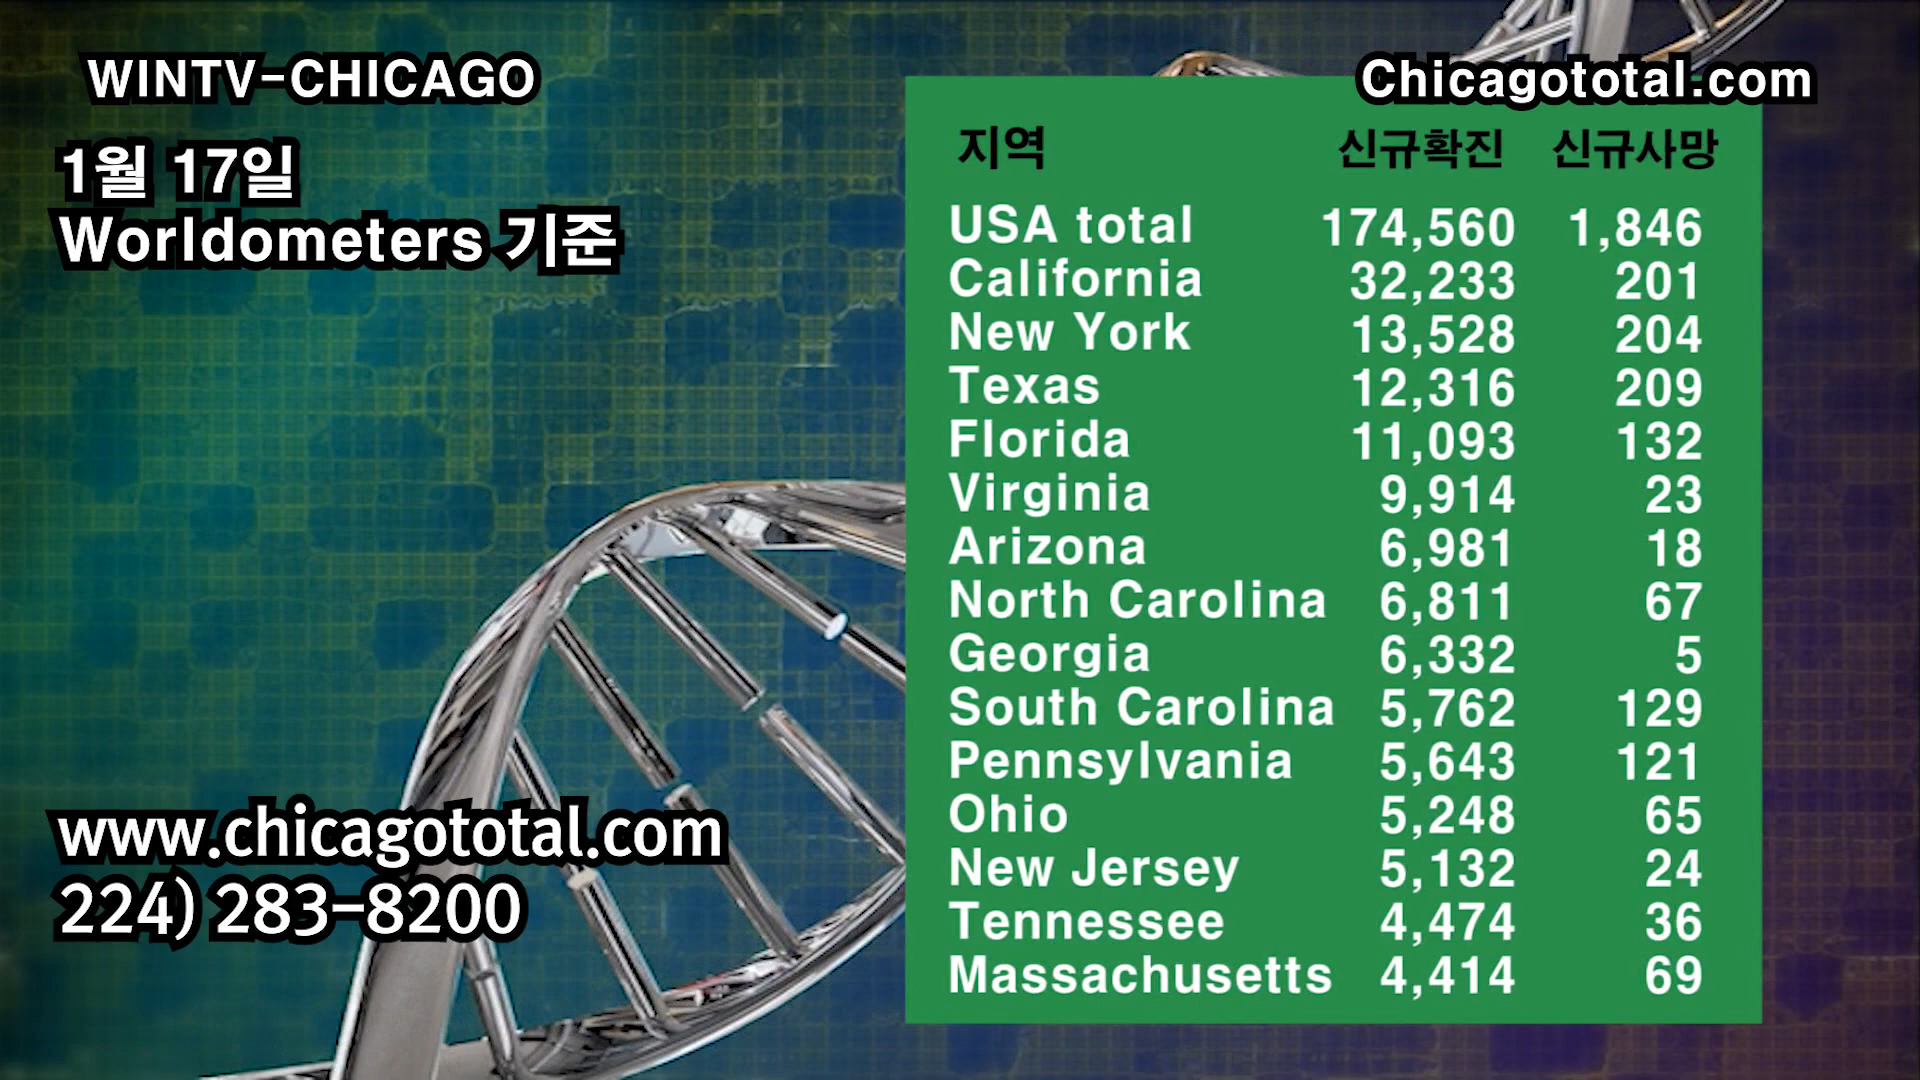 WINTV-CHICAGO
Chicagototal.com
1월 17일
Worldometers 기준
지역 신규확진 신규사망
USA total 174,560 1,846
California 32,233 201
New York 13,528 204
Texas 12,316 209
Florida 11,093 132
Virginia 9,914 23
Arizona 6,981 18
North Carolina 6,811 67
Georgia 6,332 5
South Carolina 5,762 129
Pennsylvania 5,643 121
Ohio 5,248 65
New Jersey 5,132 24
Tennessee 4,474 36
Massachusetts 4,414 69
www.chicagototal.com
224) 283-8200